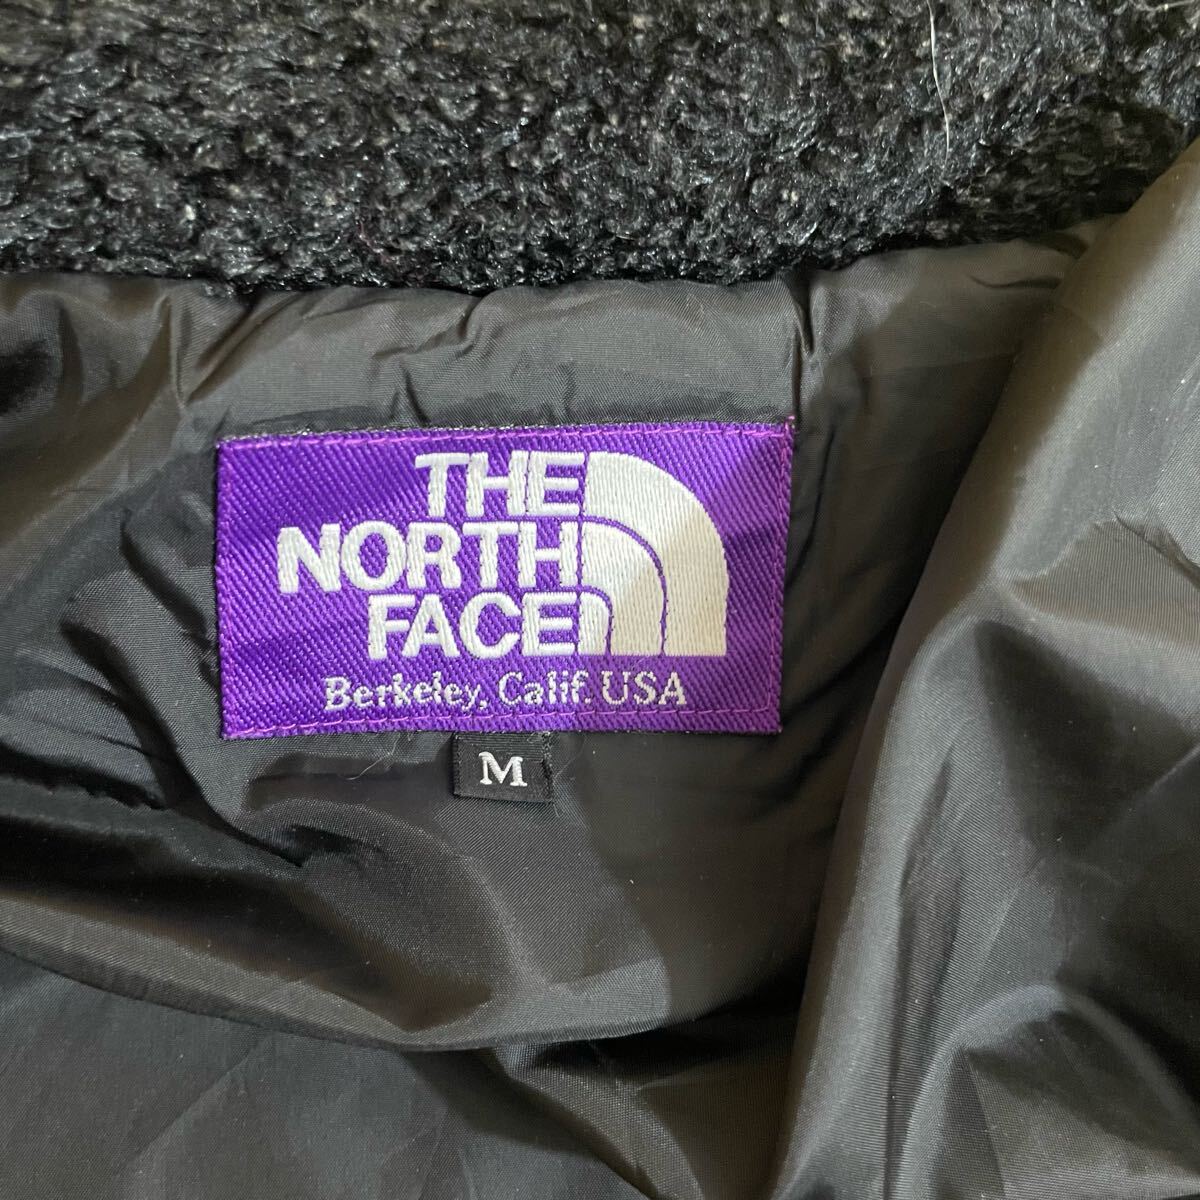 THE
NORTH
FACE
Berkeley, Calif. USA
M